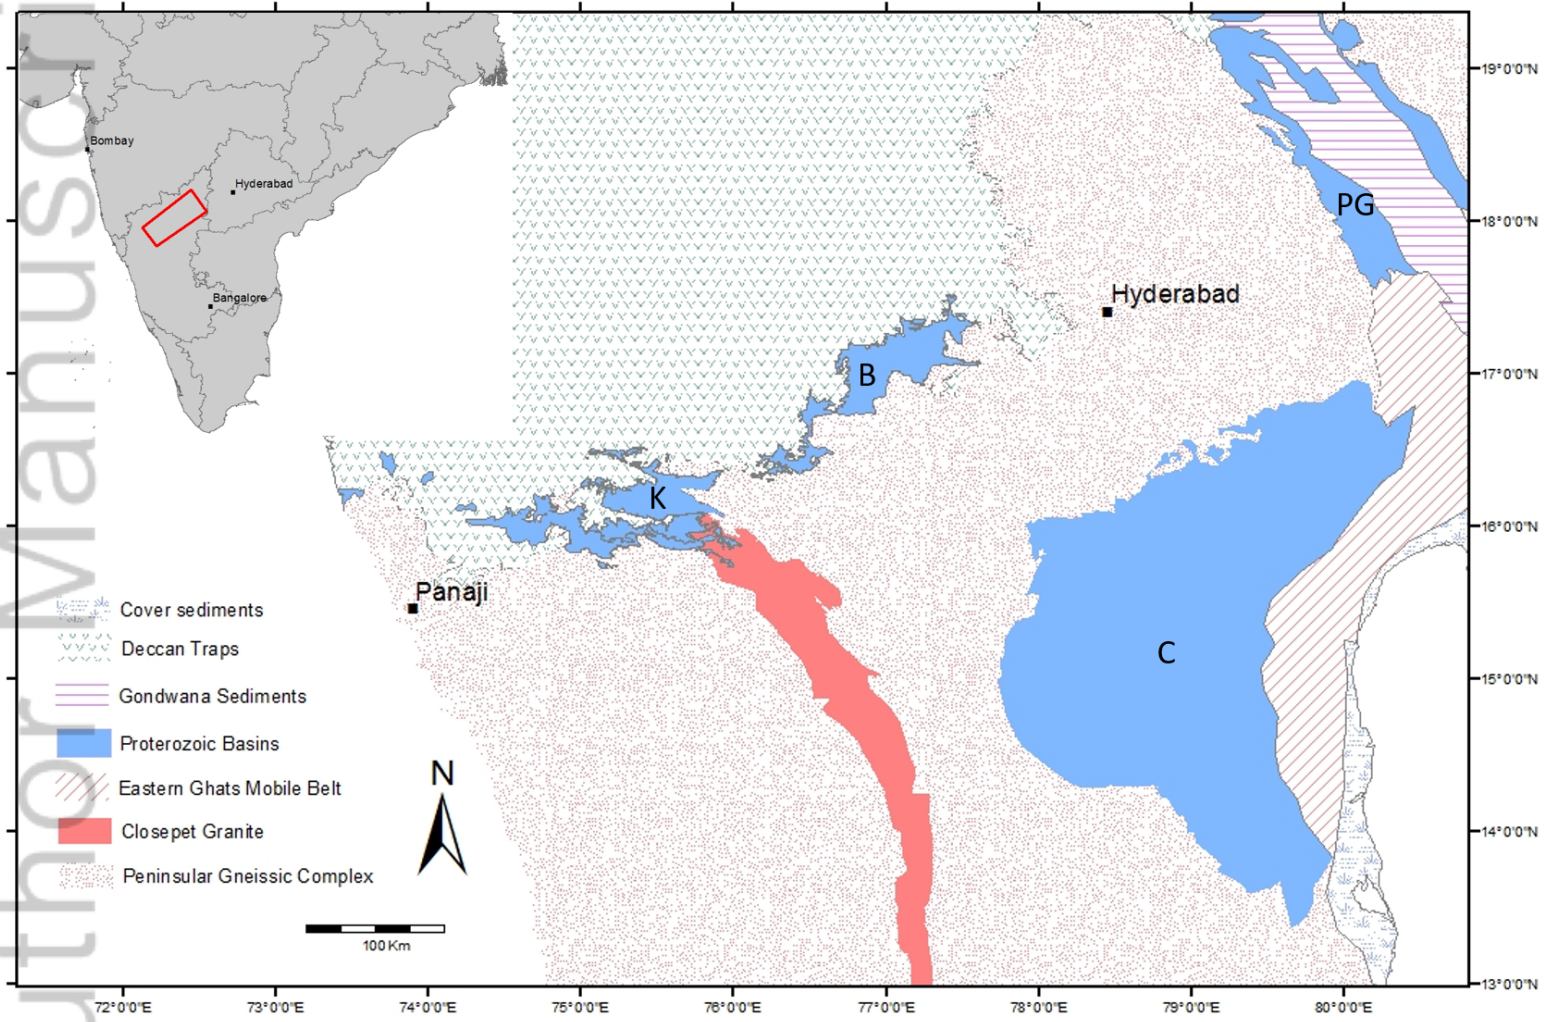 Author Manuscri
Bombay
Hyderabad
Bangalore
19°0'0"N
PG
18°0'0"N
Hyderabad
B
17°0'0"N
K
16°0'0"N
Panaji
C
15°0'0"N
14°0'0"N
13°0'0"N
Cover sediments
Deccan Traps
Gondwana Sediments
Proterozoic Basins
Eastern Ghats Mobile Belt
Closepet Granite
Peninsular Gneissic Complex
N
100 Km
72°0'0"E
73°0'0"E
74°0'0"E
75°0'0"E
76°0'0"E
77°0'0"E
78°0'0"E
79°0'0"E
80°0'0"E